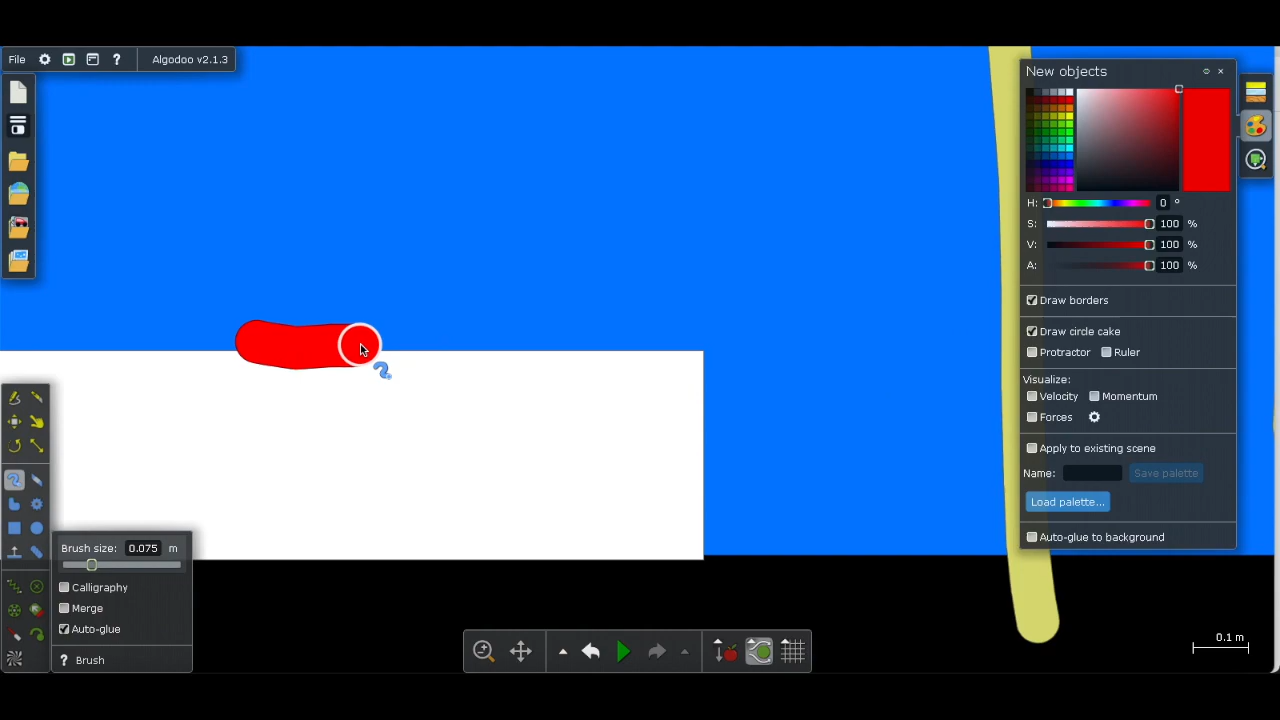 File ? Algodoo v2.1.3
New objects
H: 0 °
S: 100 %
V: 100 %
A: 100 %
Draw borders
Draw circle cake
Protractor Ruler
Visualize:
Velocity Momentum
Forces
Apply to existing scene
Name: Save palette
Load palette...
Auto-glue to background
Brush size: 0.075 m
Calligraphy
Merge
Auto-glue
? Brush
0.1 m